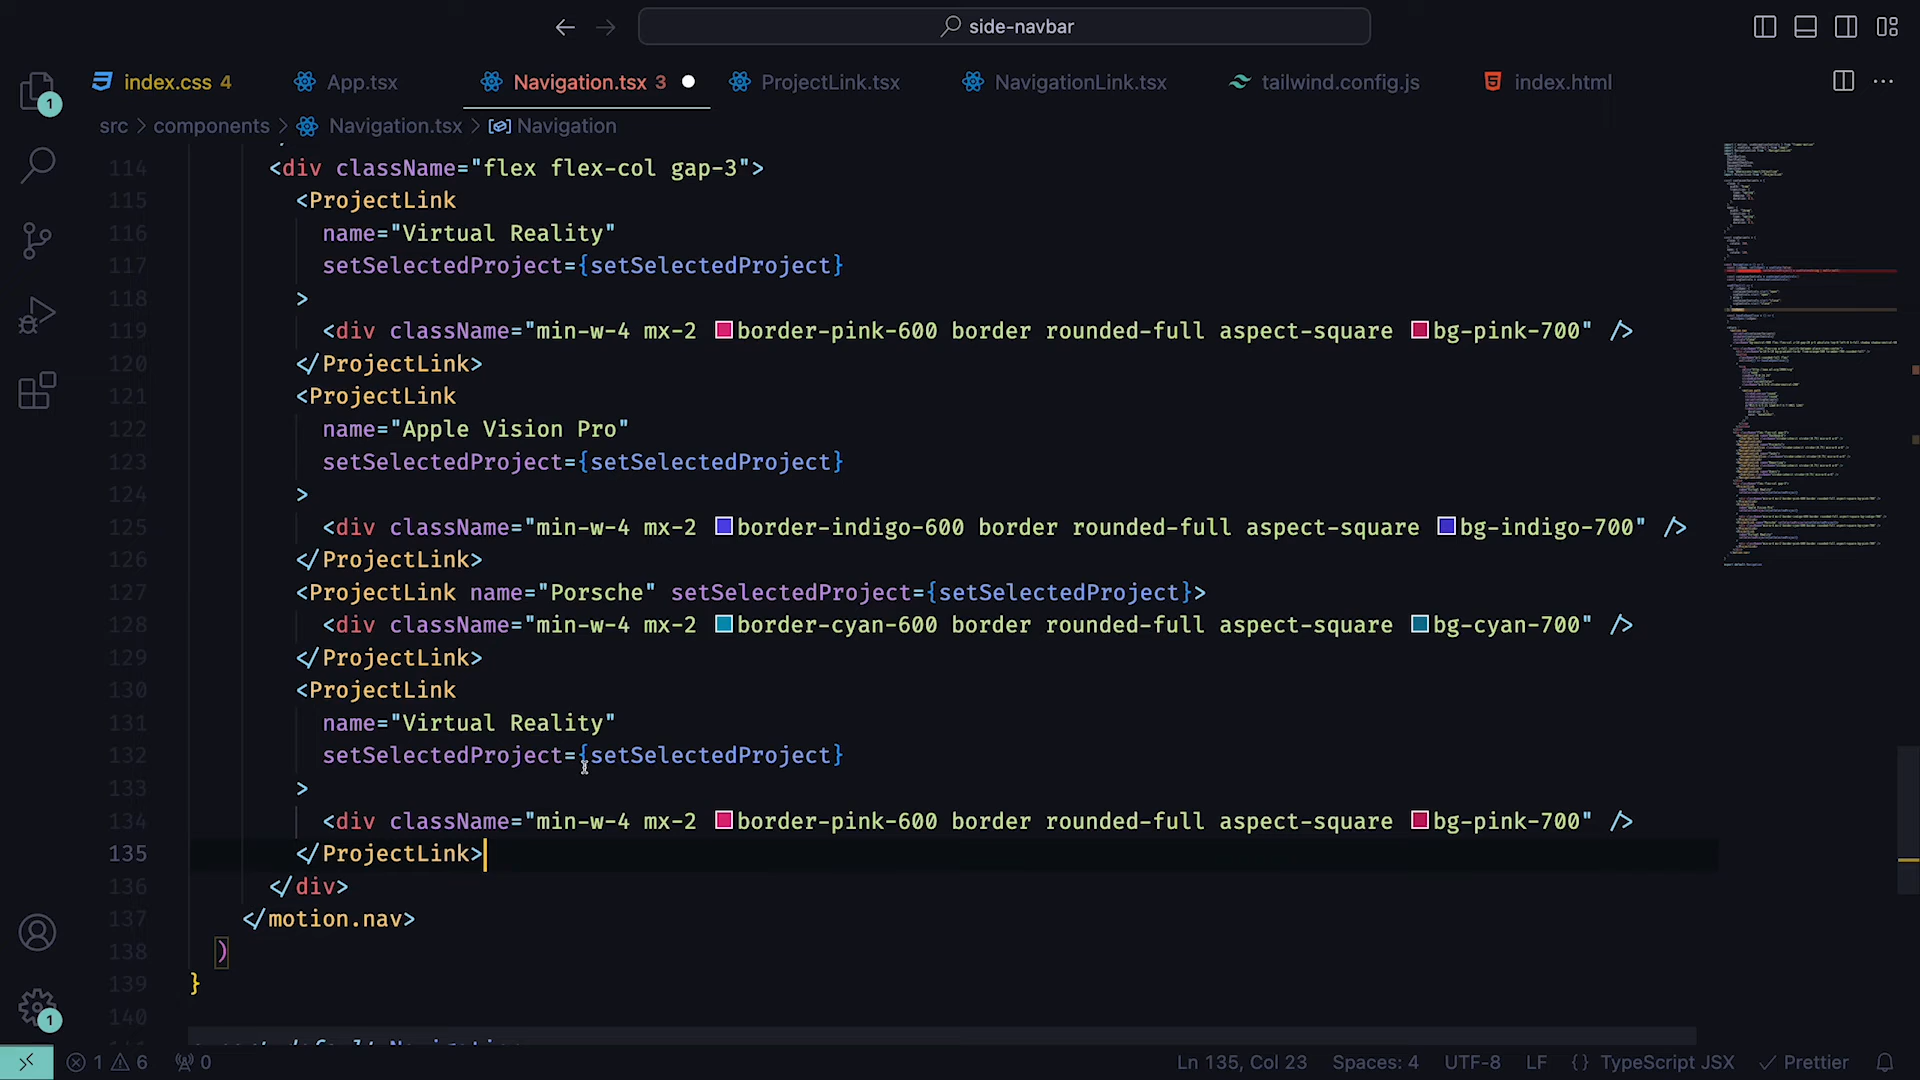 side-navbar
index.css 4
App.tsx
Navigation.tsx 3
ProjectLink.tsx
NavigationLink.tsx
tailwind.config.js
index.html
src > components > Navigation.tsx > Navigation
114 <div className="flex flex-col gap-3">
115 <ProjectLink
116 name="Virtual Reality"
117 setSelectedProject={setSelectedProject}
118 >
119 <div className="min-w-4 mx-2 border-pink-600 border rounded-full aspect-square bg-pink-700" />
120 </ProjectLink>
121 <ProjectLink
122 name="Apple Vision Pro"
123 setSelectedProject={setSelectedProject}
124 >
125 <div className="min-w-4 mx-2 border-indigo-600 border rounded-full aspect-square bg-indigo-700" />
126 </ProjectLink>
127 <ProjectLink name="Porsche" setSelectedProject={setSelectedProject}>
128 <div className="min-w-4 mx-2 border-cyan-600 border rounded-full aspect-square bg-cyan-700" />
129 </ProjectLink>
130 <ProjectLink
131 name="Virtual Reality"
132 setSelectedProject={setSelectedProject}
133 >
134 <div className="min-w-4 mx-2 border-pink-600 border rounded-full aspect-square bg-pink-700" />
135 </ProjectLink>
136 </div>
137 </motion.nav>
138 )
139 }
140
1
1
1 6
0
Ln 135, Col 23
Spaces: 4
UTF-8
LF
{} TypeScript JSX
Prettier